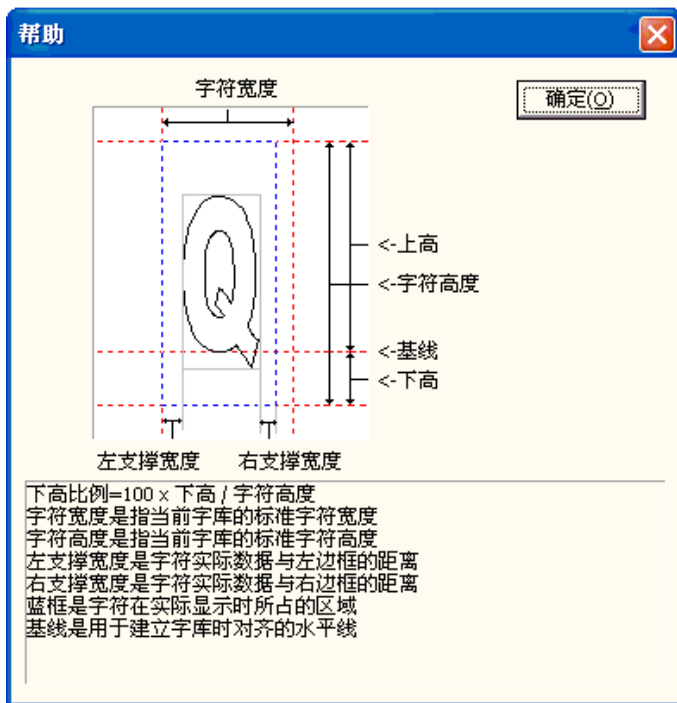 帮助
字符宽度
确定(O)
Q
<-上高
<-字符高度
<-基线
<-下高
左支撑宽度 右支撑宽度
下高比例=100 x 下高 / 字符高度
字符宽度是指当前字库的标准字符宽度
字符高度是指当前字库的标准字符高度
左支撑宽度是字符实际数据与左边框的距离
右支撑宽度是字符实际数据与右边框的距离
蓝框是字符在实际显示时所占的区域
基线是用于建立字库时对齐的水平线